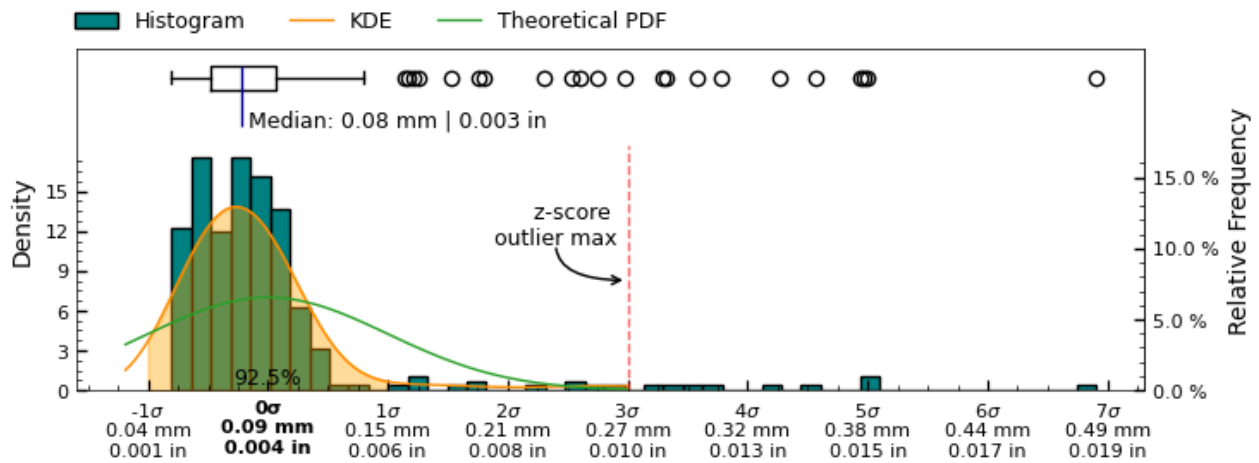 Histogram KDE Theoretical PDF
Median: 0.08 mm | 0.003 in
Density
15
12
9
6
3
0
z-score
outlier max
92.5%
15.0 %
10.0 %
5.0 %
0.0 %
Relative Frequency
-1σ 0σ 1σ 2σ 3σ 4σ 5σ 6σ 7σ
0.04 mm 0.09 mm 0.15 mm 0.21 mm 0.27 mm 0.32 mm 0.38 mm 0.44 mm 0.49 mm
0.001 in 0.004 in 0.006 in 0.008 in 0.010 in 0.013 in 0.015 in 0.017 in 0.019 in